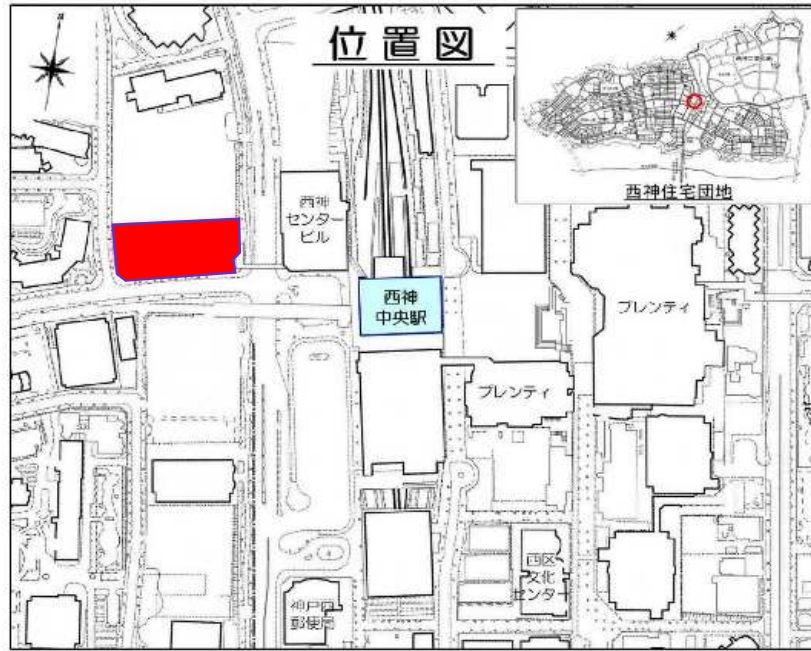 位置図
西神住宅団地
西神
センター
ビル
西神
中央駅
プレンティ
プレンティ
西区
文化
センター
神戸西
郵便局